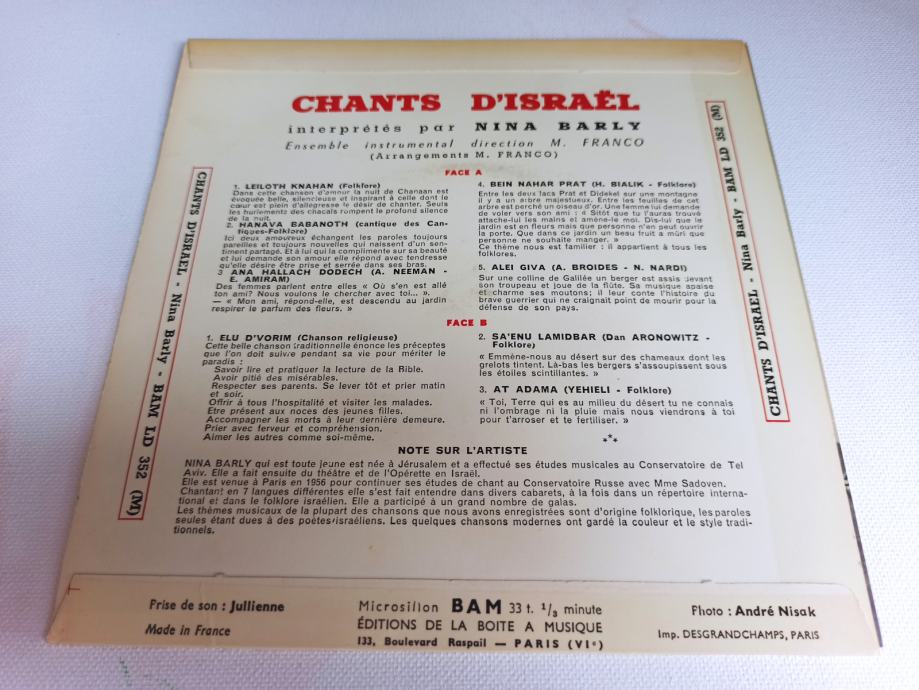 CHANTS D'ISRAËL
interprétés par NINA BARLY
Ensemble instrumental direction M. FRANCO
(Arrangements M. FRANCO)
FACE A
1. LEILOTH KNAHAN (Folklore)
Dans cette chanson d'amour la nuit de Chanaan est
évoquée belle, silencieuse et inspirant à celle dont le
cœur est plein d'allégresse le désir de chanter. Seuls
les hurlements des chacals rompent le profond silence
de la nuit.
2. HANAVA BABANOTH (cantique des Can-
tiques-Folklore)
Ici deux amoureux échangent les paroles toujours
pareilles et toujours nouvelles qui naissent d'un sen-
timent partagé. Et à lui qui la complimente sur sa beauté
et lui demande son amour elle répond avec tendresse
qu'elle désire être prise et serrée dans ses bras.
3 ANA HALLACH DODECH (A. NEEMAN -
E. AMIRAM)
Des femmes parlent entre elles « Où s'en est allé
ton ami? Nous voulons le chercher avec toi... ».
— « Mon ami, répond-elle, est descendu au jardin
respirer le parfum des fleurs. »
4. BEIN NAHAR PRAT (H. BIALIK - Folklore)
Entre les deux lacs Prat et Didekel sur une montagne
il y a un arbre majestueux. Entre les feuilles de cet
arbre est perché un oiseau d'or. Une femme lui demande
de voler vers son ami : « Sitôt que tu l'auras trouvé
attache-lui les mains et amène-le moi. Dis-lui que le
jardin est en fleurs mais que personne n'en peut ouvrir
la porte. Que dans ce jardin un beau fruit a mûri que
personne ne souhaite manger. »
Ce thème nous est familier : il appartient à tous les
folklores.
5. ALEI GIVA (A. BROIDES - N. NARDI)
Sur une colline de Galilée un berger est assis devant
son troupeau et joue de la flûte. Sa musique apaise
et charme ses moutons; il leur conte l'histoire du
brave guerrier qui ne craignait point de mourir pour la
défense de son pays.
FACE B
1. ELU D'VORIM (Chanson religieuse)
Cette belle chanson traditionnelle énonce les préceptes
que l'on doit suivre pendant sa vie pour mériter le
paradis :
Savoir lire et pratiquer la lecture de la Bible.
Avoir pitié des misérables.
Respecter ses parents. Se lever tôt et prier matin
et soir.
Offrir à tous l'hospitalité et visiter les malades.
Etre présent aux noces des jeunes filles.
Accompagner les morts à leur dernière demeure.
Prier avec ferveur et compréhension.
Aimer les autres comme soi-même.
2. SA'ENU LAMIDBAR (Dan ARONOWITZ -
Folklore)
« Emmène-nous au désert sur des chameaux dont les
grelots tintent. Là-bas les bergers s'assoupissent sous
les étoiles scintillantes. »
3. AT ADAMA (YEHIELI - Folklore)
« Toi, Terre qui es au milieu du désert tu ne connais
ni l'ombrage ni la pluie mais nous viendrons à toi
pour t'arroser et te fertiliser. »
***
NOTE SUR L'ARTISTE
NINA BARLY qui est toute jeune est née à Jérusalem et a effectué ses études musicales au Conservatoire de Tel
Aviv. Elle a fait ensuite du théâtre et de l'Opérette en Israël.
Elle est venue à Paris en 1956 pour continuer ses études de chant au Conservatoire Russe avec Mme Sadoven.
Chantant en 7 langues différentes elle s'est fait entendre dans divers cabarets, à la fois dans un répertoire interna-
tional et dans le folklore israélien. Elle a participé à un grand nombre de galas.
Les thèmes musicaux de la plupart des chansons que nous avons enregistrées sont d'origine folklorique, les paroles
seules étant dues à des poètes israéliens. Les quelques chansons modernes ont gardé la couleur et le style tradi-
tionnels.
CHANTS D'ISRAEL - Nina Barly - BAM LD 352 (M)
CHANTS D'ISRAEL - Nina Barly - BAM LD 352 (M)
Prise de son : Jullienne
Made in France
Microsillon BAM 33 t. 1/3 minute
ÉDITIONS DE LA BOITE A MUSIQUE
133, Boulevard Raspail — PARIS (VIe)
Photo : André Nisak
Imp. DESGRANDCHAMPS, PARIS